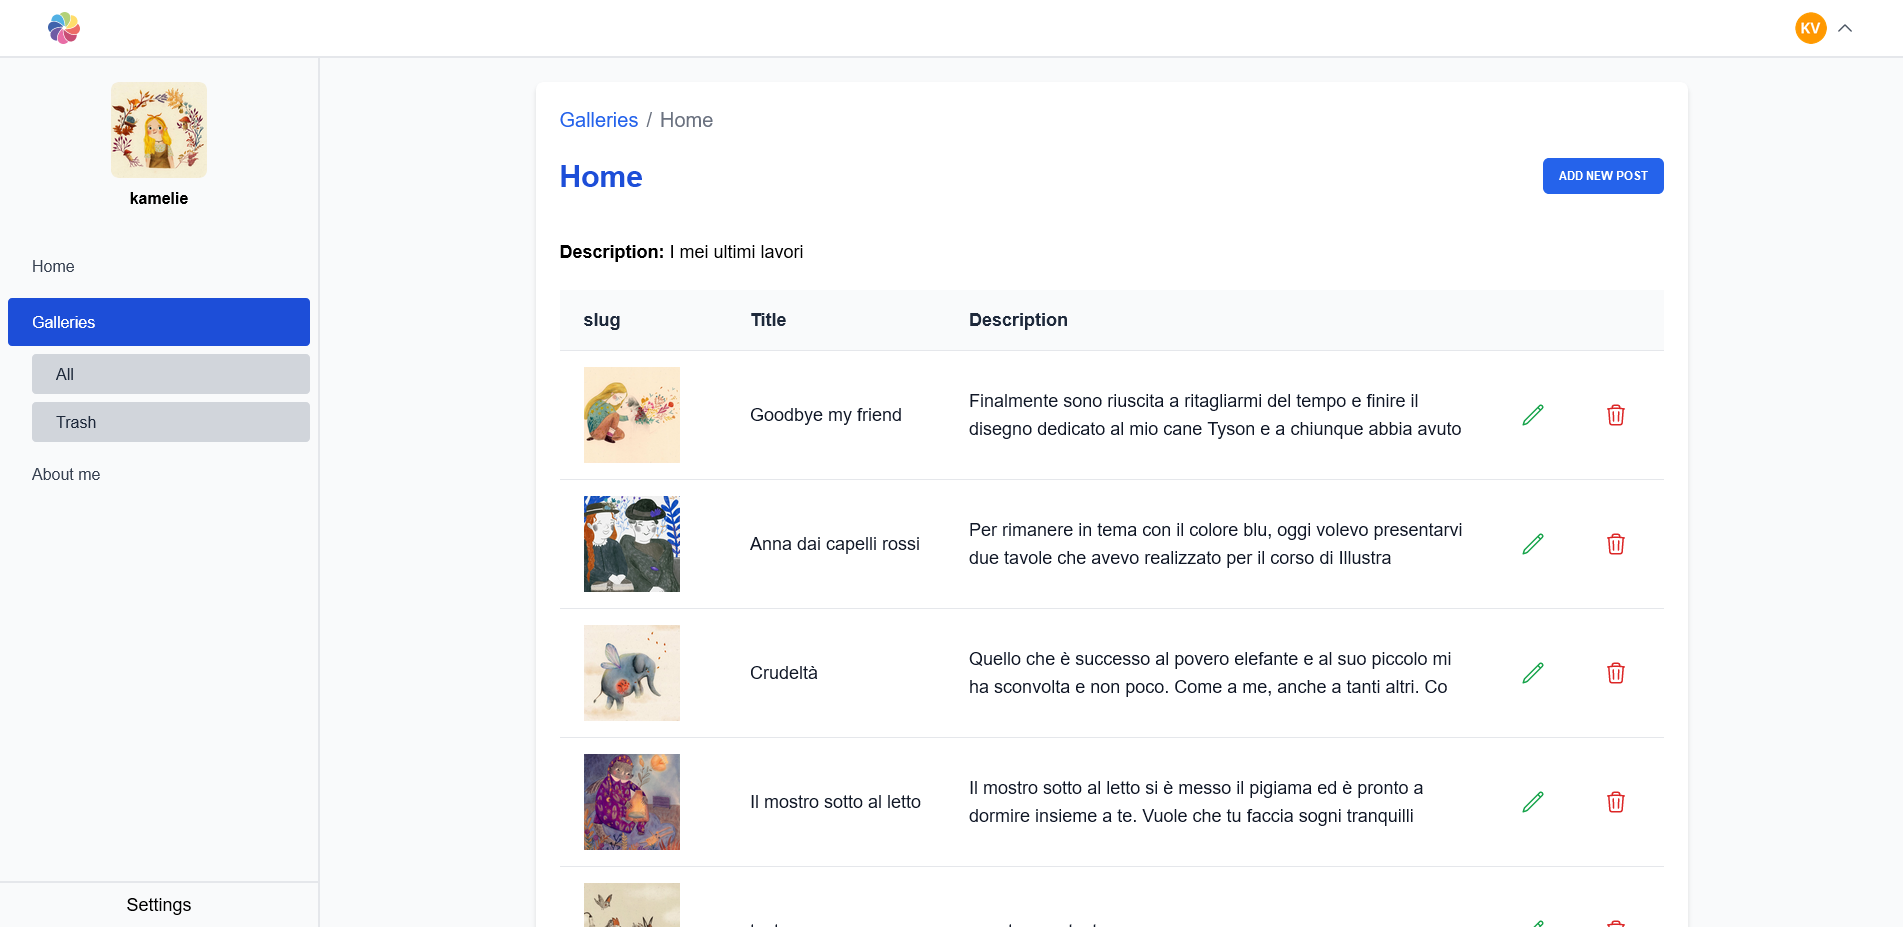 KV
kamelie
Home
Galleries
All
Trash
About me
Settings
Galleries / Home
Home
ADD NEW POST
Description: I mei ultimi lavori
slug Title Description
Goodbye my friend
Finalmente sono riuscita a ritagliarmi del tempo e finire il
disegno dedicato al mio cane Tyson e a chiunque abbia avuto
Anna dai capelli rossi
Per rimanere in tema con il colore blu, oggi volevo presentarvi
due tavole che avevo realizzato per il corso di Illustra
Crudeltà
Quello che è successo al povero elefante e al suo piccolo mi
ha sconvolta e non poco. Come a me, anche a tanti altri. Co
Il mostro sotto al letto
Il mostro sotto al letto si è messo il pigiama ed è pronto a
dormire insieme a te. Vuole che tu faccia sogni tranquilli